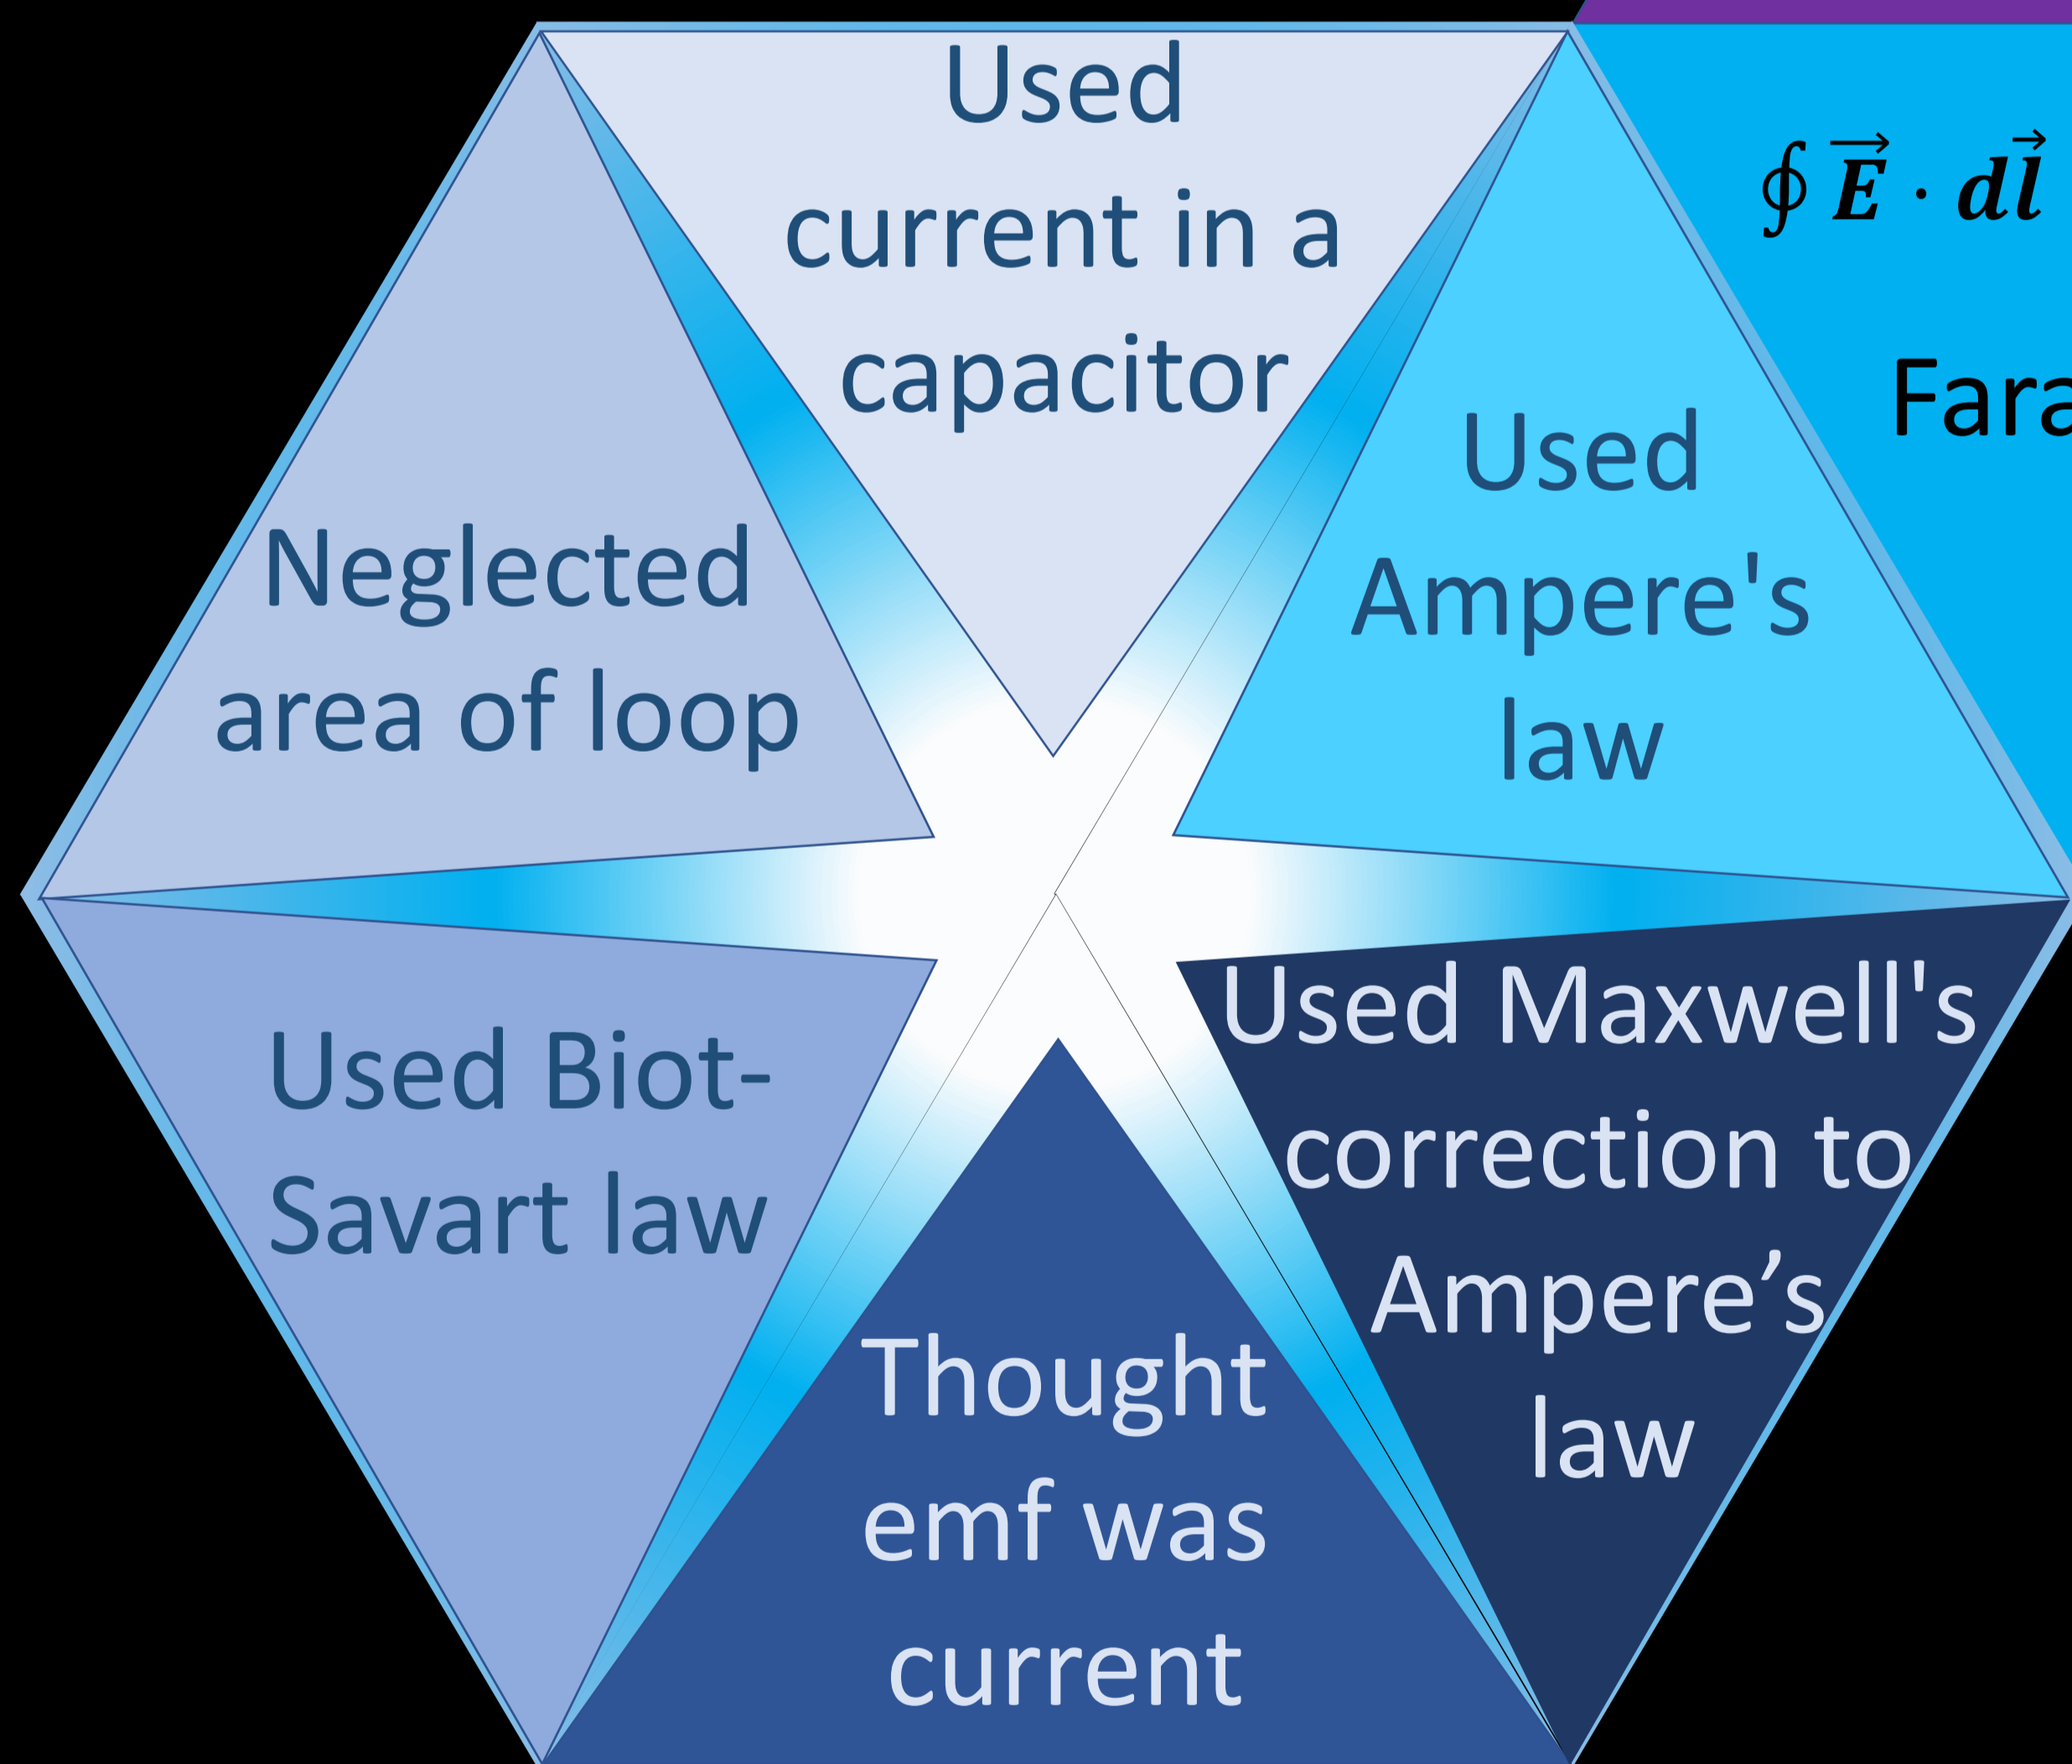 Used
current in a
capacitor
∮ E⃗ · dl⃗
Used
Ampere's
law
Neglected
area of loop
Used Maxwell's
correction to
Ampere’s
law
Used Biot-
Savart law
Thought
emf was
current